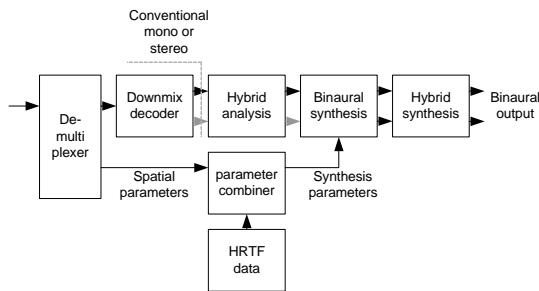 Conventional
mono or
stereo
De-
multi
plexer
Downmix
decoder
Hybrid
analysis
Binaural
synthesis
Hybrid
synthesis
Binaural
output
Spatial
parameters
parameter
combiner
Synthesis
parameters
HRTF
data